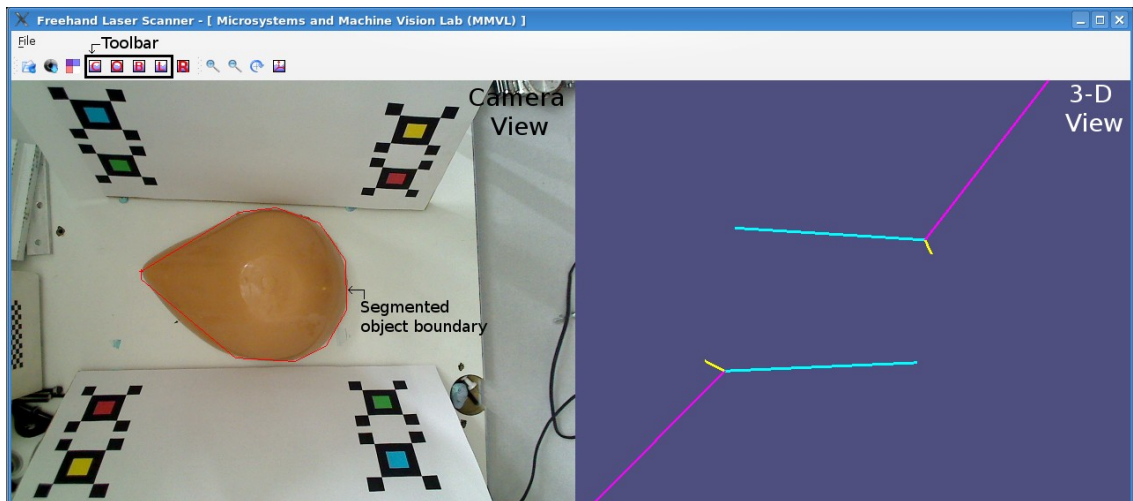 Freehand Laser Scanner - [ Microsystems and Machine Vision Lab (MMVL) ]
File
Toolbar
C O B L R
Camera
View
3-D
View
Segmented
object boundary